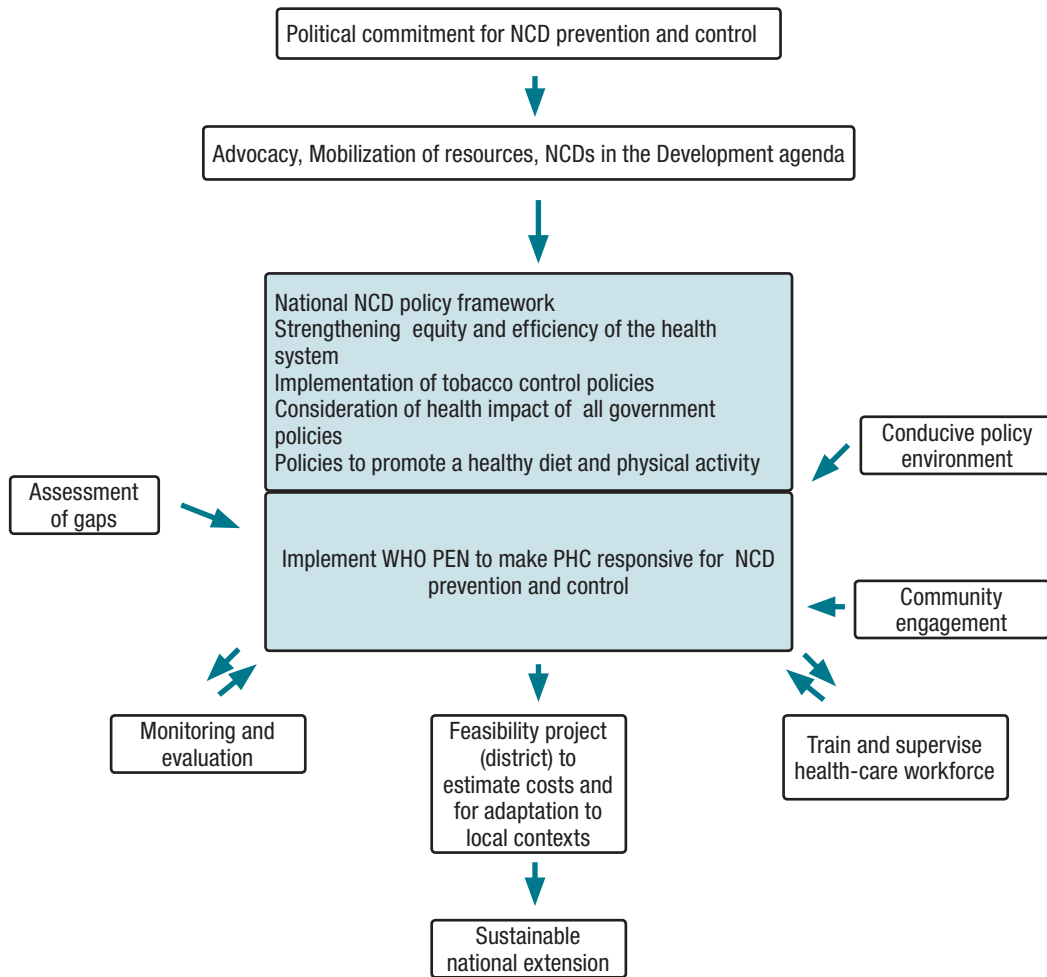 Political commitment for NCD prevention and control
Advocacy, Mobilization of resources, NCDs in the Development agenda
National NCD policy framework
Strengthening equity and efficiency of the health
system
Implementation of tobacco control policies
Consideration of health impact of all government
policies
Policies to promote a healthy diet and physical activity
Conducive policy
environment
Assessment
of gaps
Implement WHO PEN to make PHC responsive for NCD
prevention and control
Community
engagement
Monitoring and
evaluation
Feasibility project
(district) to
estimate costs and
for adaptation to
local contexts
Train and supervise
health-care workforce
Sustainable
national extension